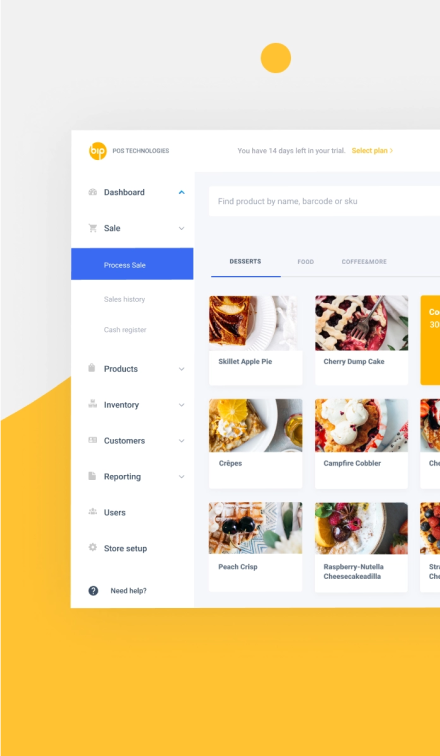 bip
POS TECHNOLOGIES
You have 14 days left in your trial. Select plan >
Dashboard
Find product by name, barcode or sku
Sale
DESSERTS
FOOD
COFFEE&MORE
Process Sale
Sales history
Cash register
Skillet Apple Pie
Cherry Dump Cake
Products
Inventory
Customers
Reporting
Users
Store setup
Need help?
Crêpes
Campfire Cobbler
Peach Crisp
Raspberry-Nutella
Cheesecakeadilla
Co
30
Che
Stra
Che